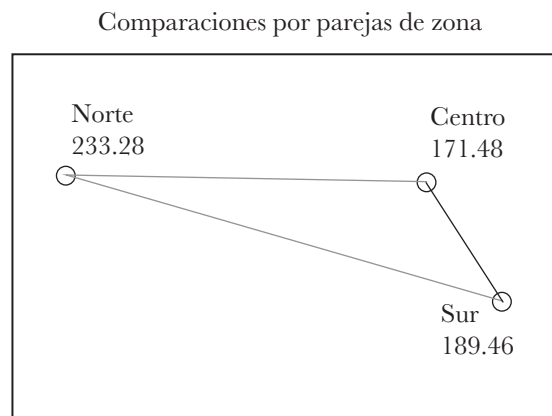 Comparaciones por parejas de zona
Norte
233.28
Centro
171.48
Sur
189.46